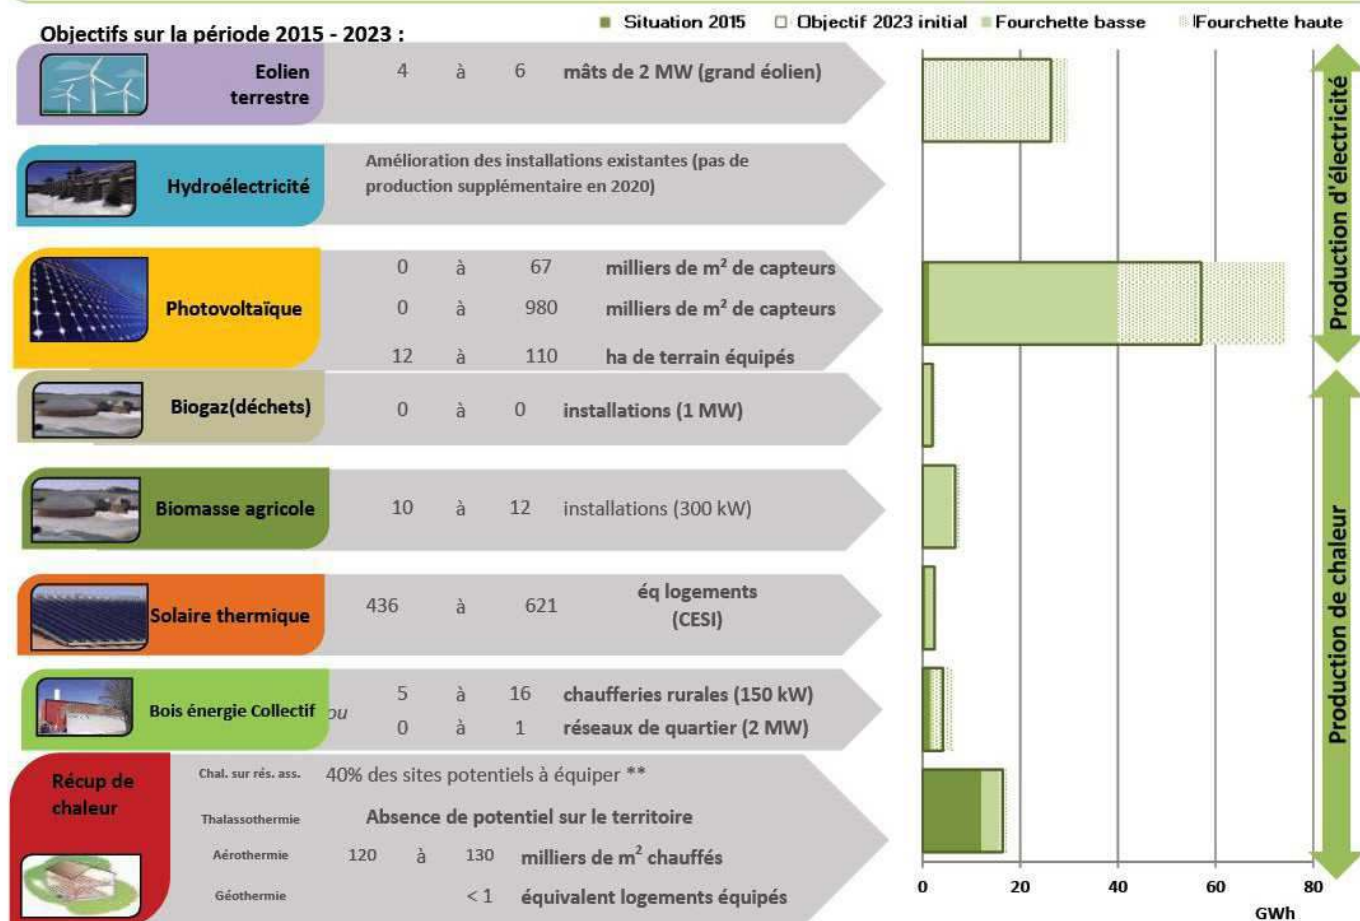 Objectifs sur la période 2015 - 2023 :
Situation 2015 Objectif 2023 initial Fourchette basse Fourchette haute
Eolien
terrestre
4 à 6 mâts de 2 MW (grand éolien)
Hydroélectricité
Amélioration des installations existantes (pas de
production supplémentaire en 2020)
Photovoltaïque
0 à 67 milliers de m² de capteurs
0 à 980 milliers de m² de capteurs
12 à 110 ha de terrain équipés
Biogaz(déchets)
0 à 0 installations (1 MW)
Biomasse agricole
10 à 12 installations (300 kW)
Solaire thermique
436 à 621 éq logements
(CESI)
Bois énergie Collectif
5 à 16 chaufferies rurales (150 kW)
ou
0 à 1 réseaux de quartier (2 MW)
Récup de
chaleur
Chal. sur rés. ass. 40% des sites potentiels à équiper **
Thalassothermie Absence de potentiel sur le territoire
Aérothermie 120 à 130 milliers de m² chauffés
Géothermie < 1 équivalent logements équipés
Production d'électricité
Production de chaleur
0 20 40 60 80
GWh